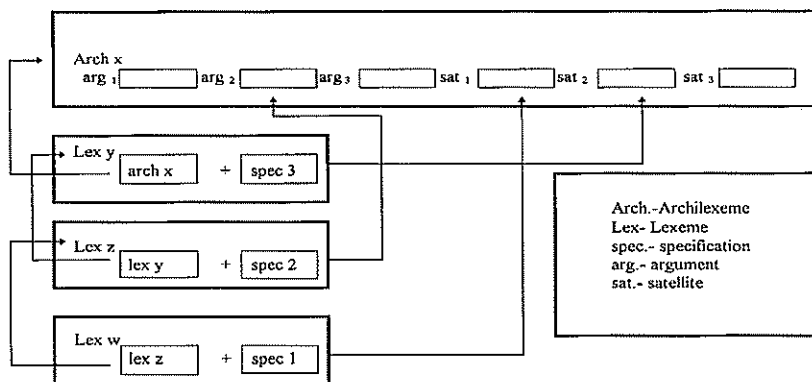 Arch x
arg 1 arg 2 arg 3 sat 1 sat 2 sat 3
Lex y
arch x + spec 3
Lex z
lex y + spec 2
Lex w
lex z + spec 1
Arch.-Archilexeme
Lex- Lexeme
spec.- specification
arg.- argument
sat.- satellite